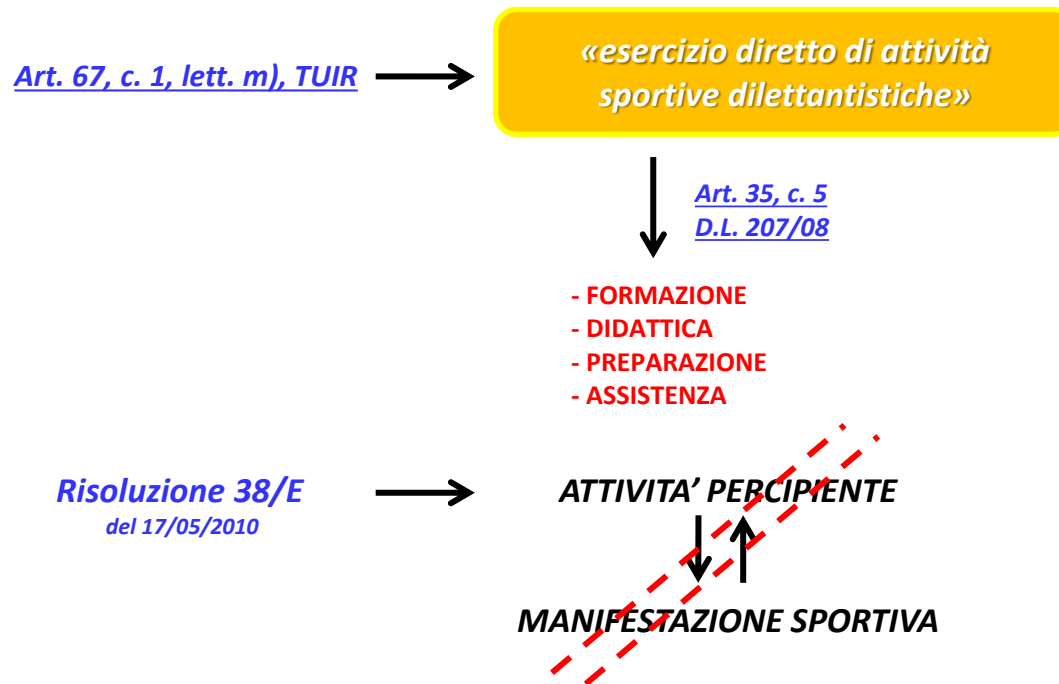 Art. 67, c. 1, lett. m), TUIR
«esercizio diretto di attività
sportive dilettantistiche»
Art. 35, c. 5
D.L. 207/08
- FORMAZIONE
- DIDATTICA
- PREPARAZIONE
- ASSISTENZA
Risoluzione 38/E
del 17/05/2010
ATTIVITA’ PERCIPIENTE
MANIFESTAZIONE SPORTIVA